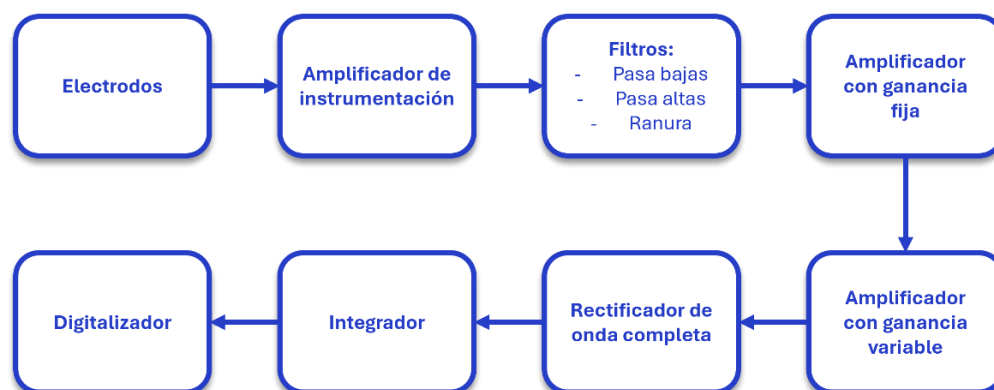 Electrodos
Amplificador de
instrumentación
Filtros:
- Pasa bajas
- Pasa altas
- Ranura
Amplificador
con ganancia
fija
Digitalizador
Integrador
Rectificador de
onda completa
Amplificador
con ganancia
variable